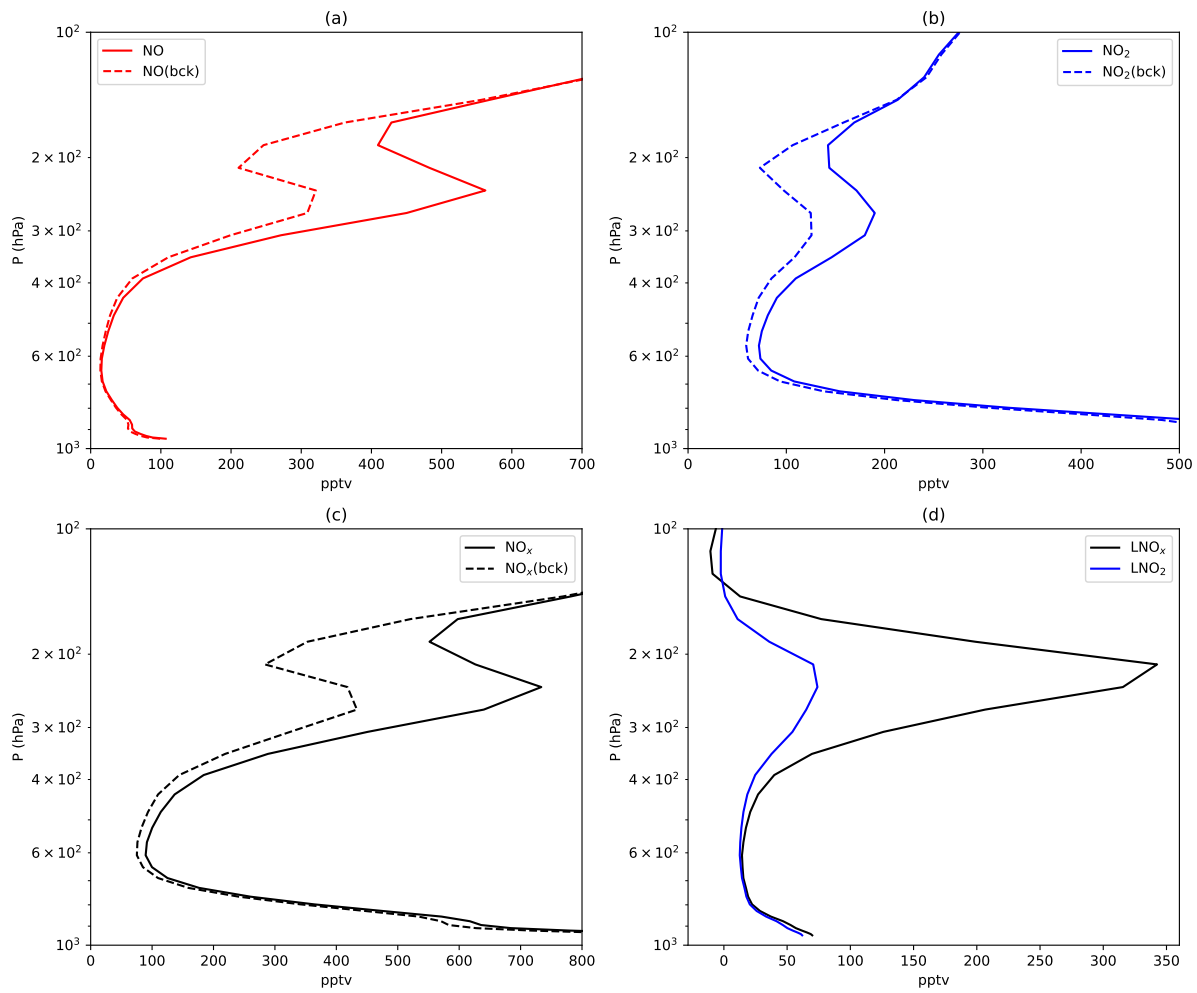 (a)
10²
2 × 10²
3 × 10²
4 × 10²
6 × 10²
10³
P (hPa)
NO
NO(bck)
0 100 200 300 400 500 600 700
pptv
(b)
10²
2 × 10²
3 × 10²
4 × 10²
6 × 10²
10³
P (hPa)
NO₂
NO₂(bck)
0 100 200 300 400 500
pptv
(c)
10²
2 × 10²
3 × 10²
4 × 10²
6 × 10²
10³
P (hPa)
NOₓ
NOₓ(bck)
0 100 200 300 400 500 600 700 800
pptv
(d)
10²
2 × 10²
3 × 10²
4 × 10²
6 × 10²
10³
P (hPa)
LNOₓ
LNO₂
0 50 100 150 200 250 300 350
pptv